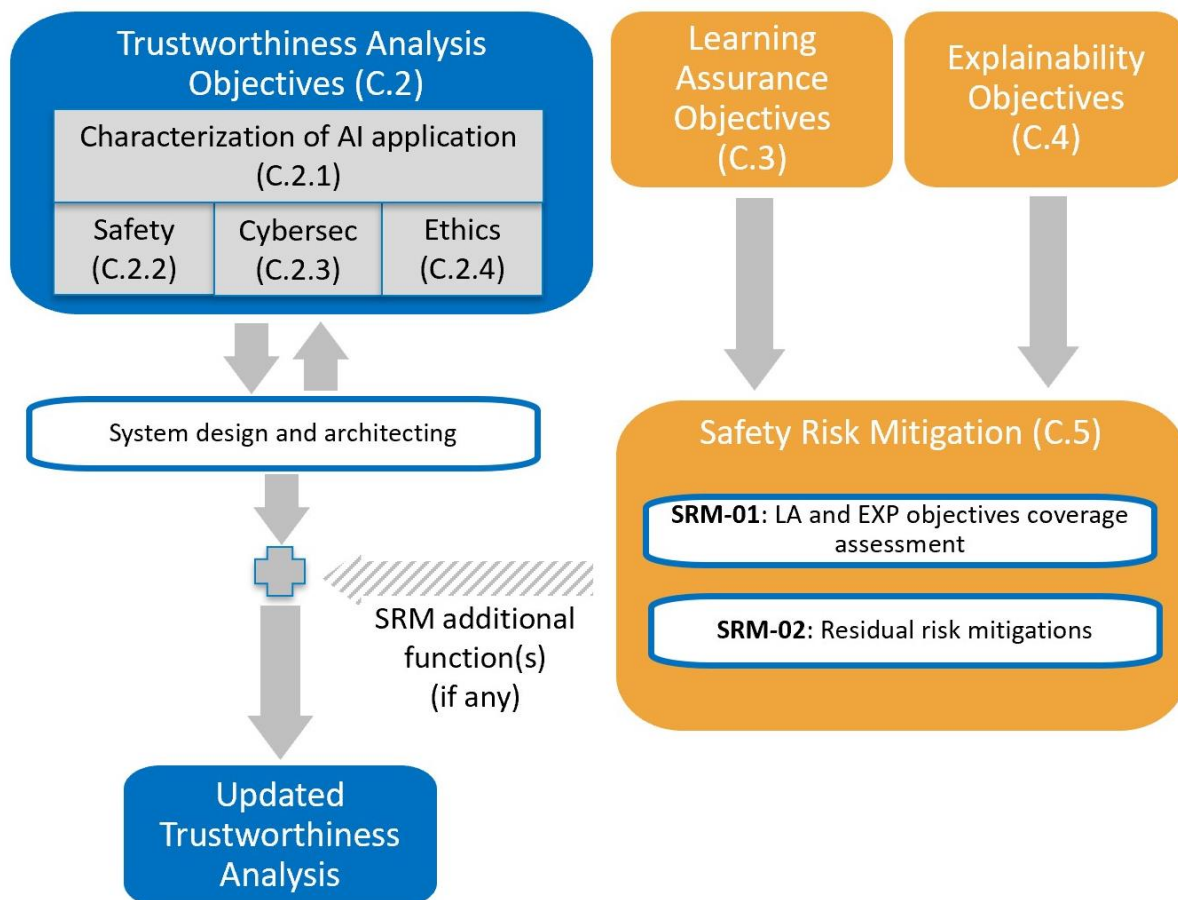 Trustworthiness Analysis
Objectives (C.2)
Characterization of AI application
(C.2.1)
Safety
(C.2.2)
Cybersec
(C.2.3)
Ethics
(C.2.4)
System design and architecting
SRM additional
function(s)
(if any)
Updated
Trustworthiness
Analysis
Learning
Assurance
Objectives
(C.3)
Explainability
Objectives
(C.4)
Safety Risk Mitigation (C.5)
SRM-01: LA and EXP objectives coverage
assessment
SRM-02: Residual risk mitigations